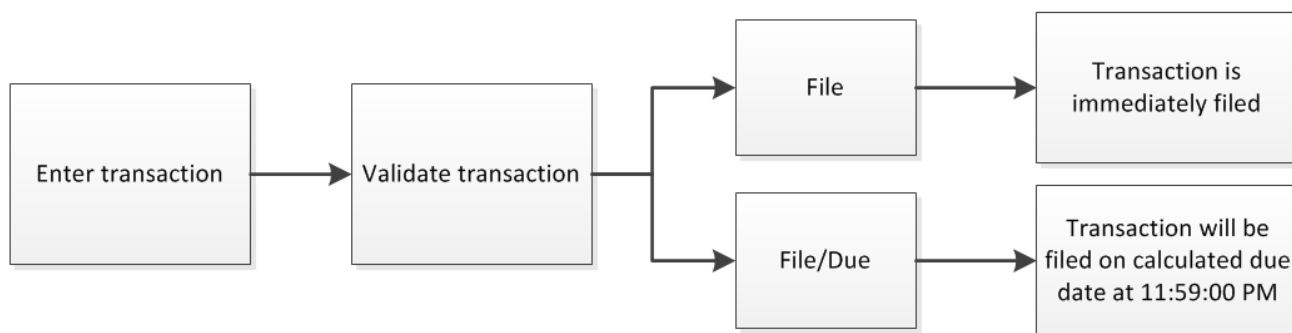 Enter transaction
Validate transaction
File
Transaction is
immediately filed
File/Due
Transaction will be
filed on calculated due
date at 11:59:00 PM